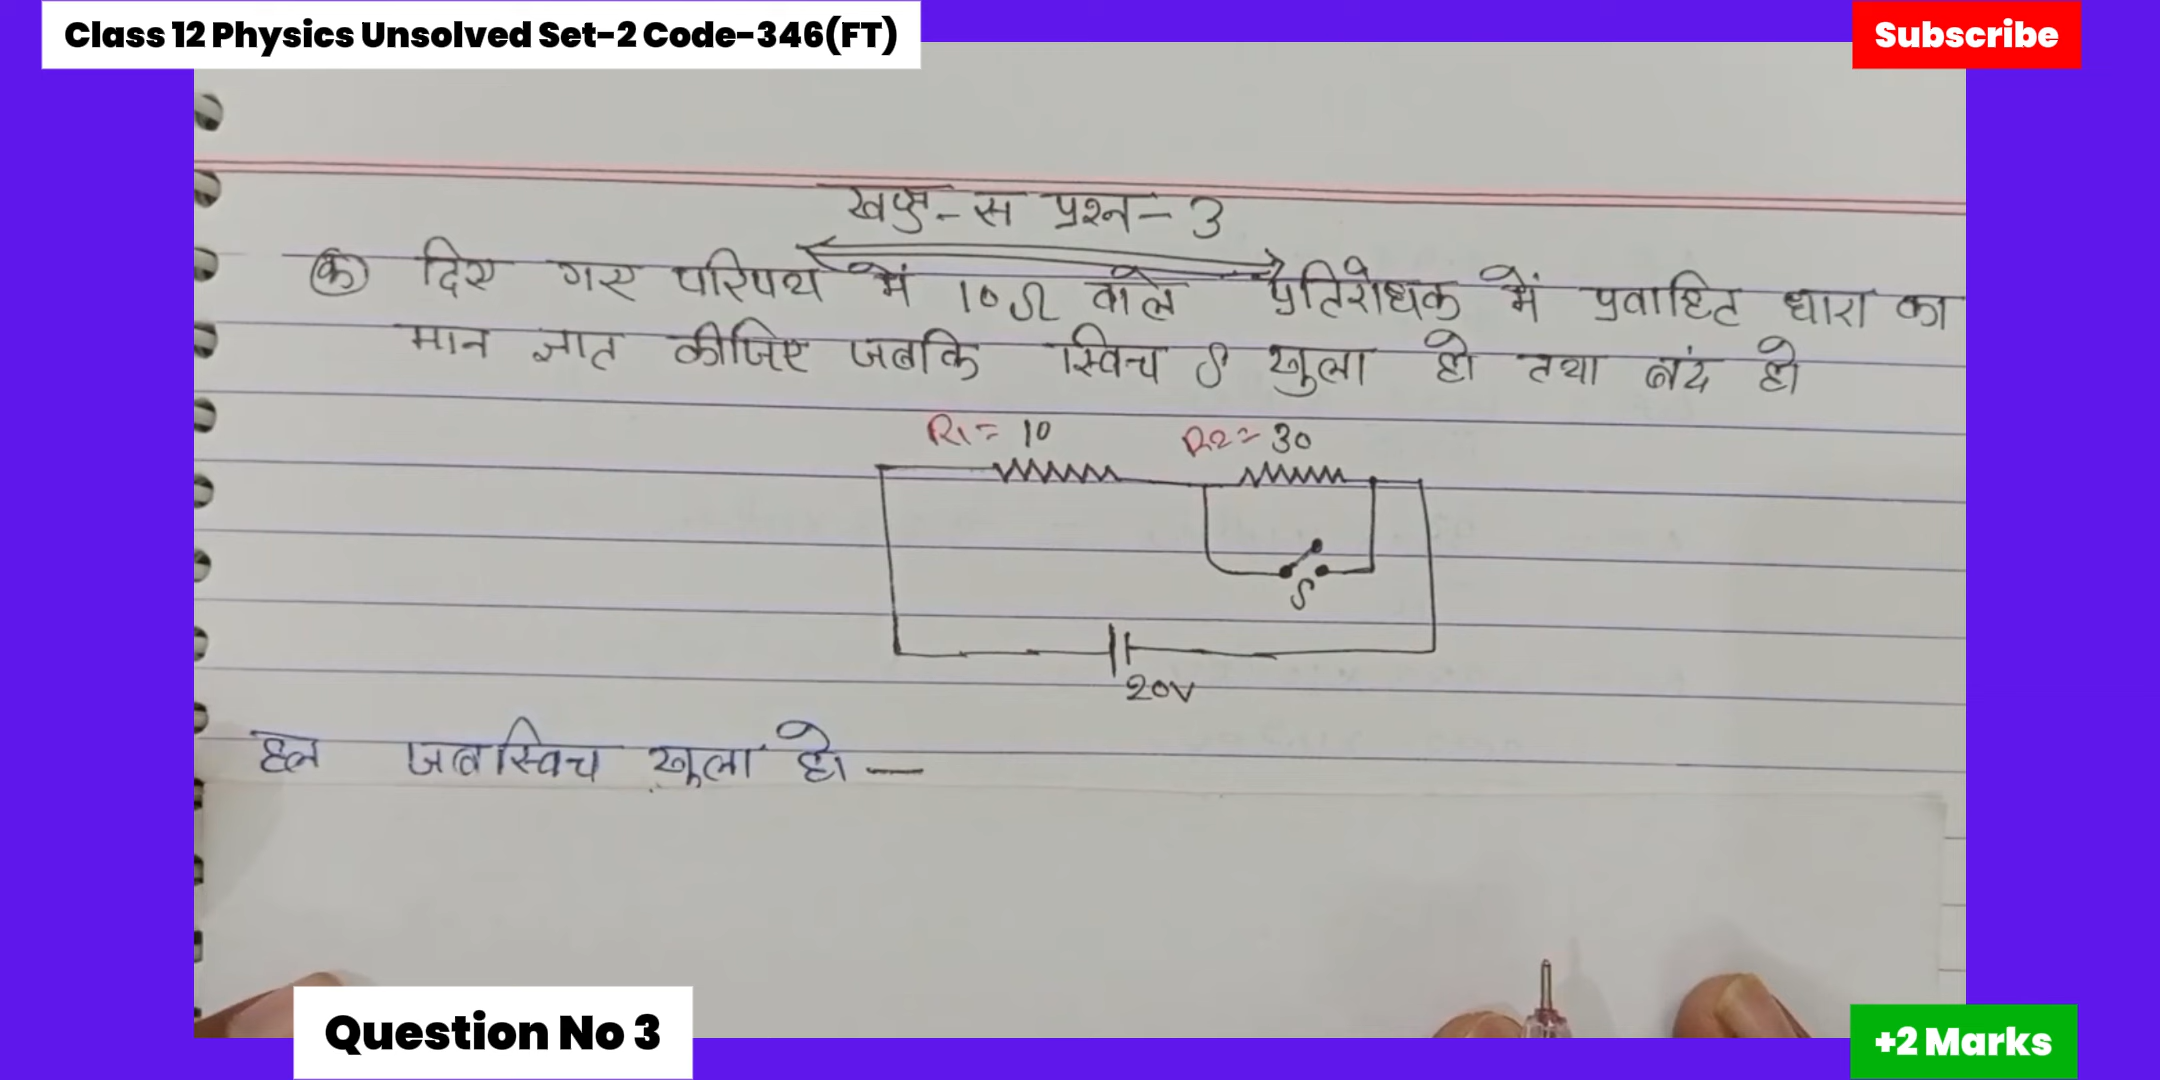 Class 12 Physics Unsolved Set-2 Code-346(FT)
Subscribe
खण्ड-स प्रश्न-3
(क) दिए गए परिपथ में 10Ω वाले प्रतिरोधक में प्रवाहित धारा का
मान ज्ञात कीजिए जबकि स्विच S खुला हो तथा बंद हो
R1= 10 R2= 30
S
20V
हल जब स्विच खुला हो —
Question No 3
+2 Marks